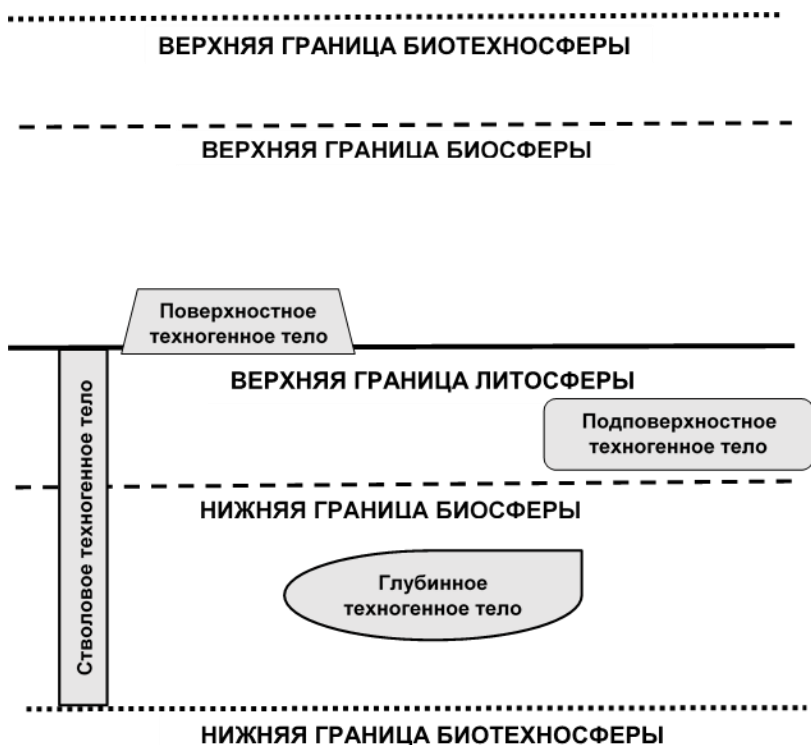 ВЕРХНЯЯ ГРАНИЦА БИОТЕХНОСФЕРЫ
ВЕРХНЯЯ ГРАНИЦА БИОСФЕРЫ
Поверхностное
техногенное тело
ВЕРХНЯЯ ГРАНИЦА ЛИТОСФЕРЫ
Стволовое техногенное тело
Подповерхностное
техногенное тело
НИЖНЯЯ ГРАНИЦА БИОСФЕРЫ
Глубинное
техногенное тело
НИЖНЯЯ ГРАНИЦА БИОТЕХНОСФЕРЫ